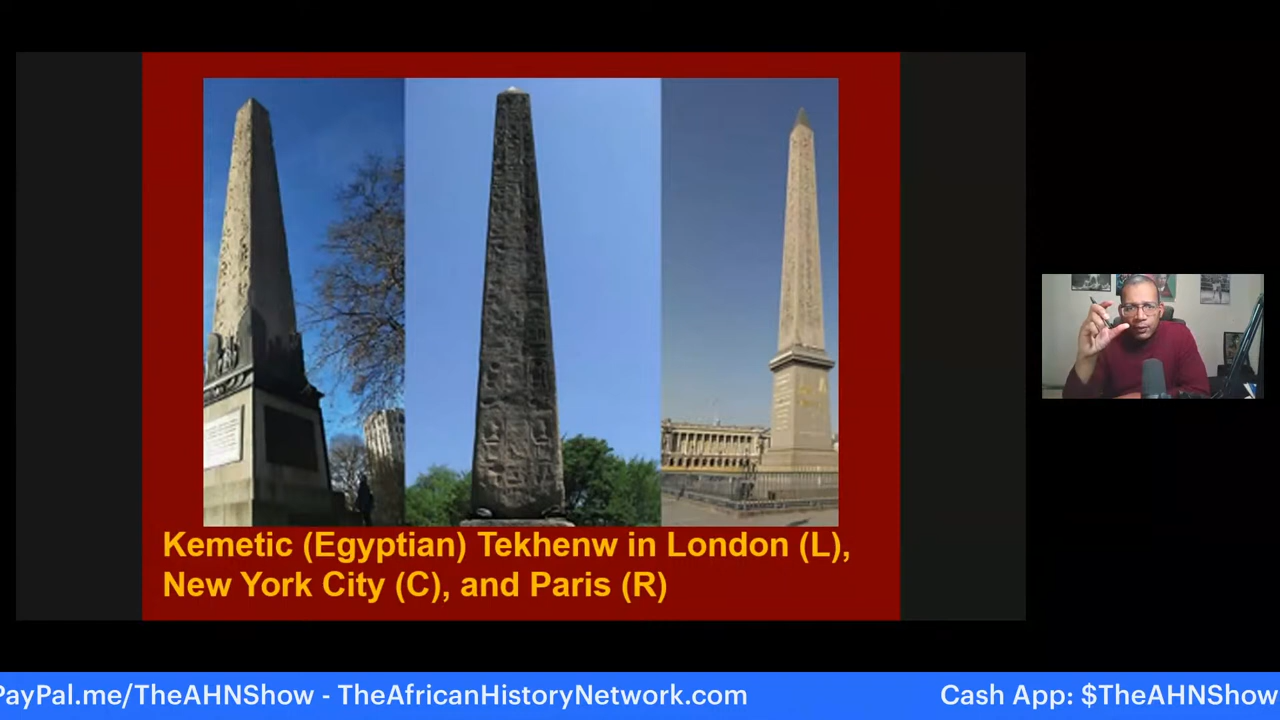 Kemetic (Egyptian) Tekhenw in London (L),
New York City (C), and Paris (R)
PayPal.me/TheAHNShow - TheAfricanHistoryNetwork.com
Cash App: $TheAHNShow